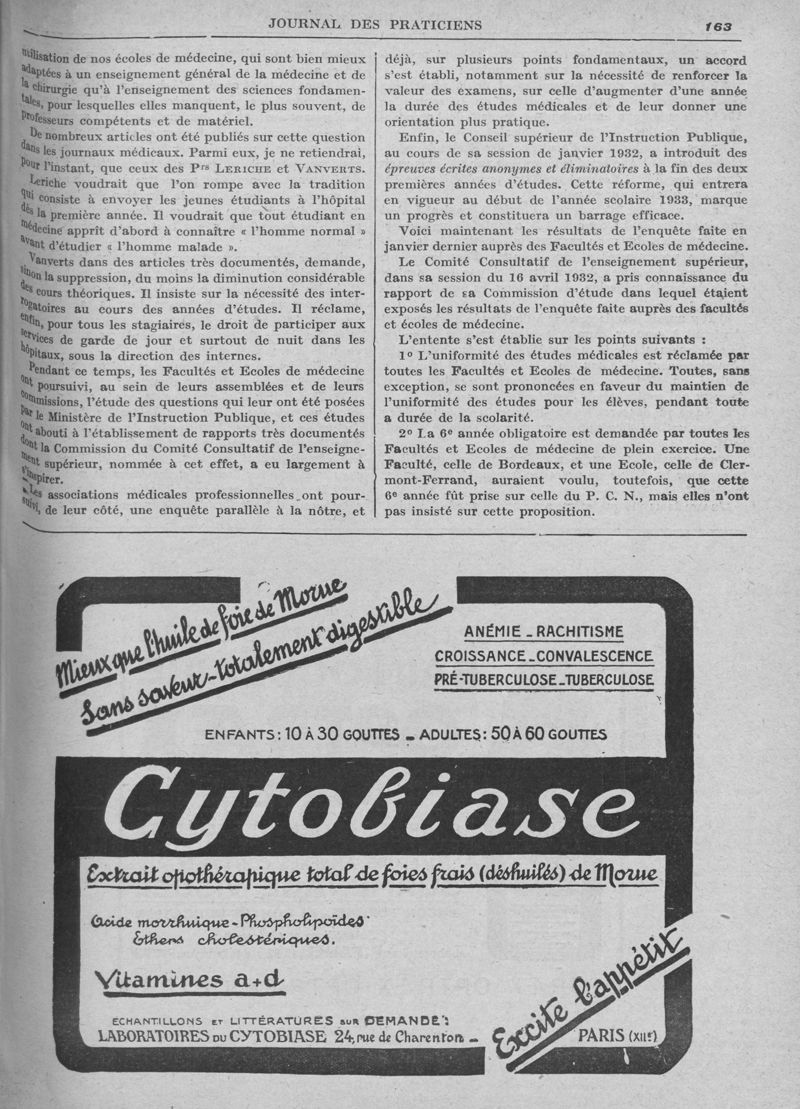 JOURNAL DES PRATICIENS
163
utilisation de nos écoles de médecine, qui sont bien mieux
adaptées à un enseignement général de la médecine et de
la chirurgie qu'à l'enseignement des sciences fondamen-
tales, pour lesquelles elles manquent, le plus souvent, de
professeurs compétents et de matériel.
De nombreux articles ont été publiés sur cette question
dans les journaux médicaux. Parmi eux, je ne retiendrai,
pour l'instant, que ceux des Prs LERICHE et VANVERTS.
Leriche voudrait que l'on rompe avec la tradition
qui consiste à envoyer les jeunes étudiants à l'hôpital
dès la première année. Il voudrait que tout étudiant en
médecine apprît d'abord à connaître « l'homme normal »
avant d'étudier « l'homme malade ».
Vanverts dans des articles très documentés, demande,
sinon la suppression, du moins la diminution considérable
des cours théoriques. Il insiste sur la nécessité des inter-
rogatoires au cours des années d'études. Il réclame,
enfin, pour tous les stagiaires, le droit de participer aux
services de garde de jour et surtout de nuit dans les
hôpitaux, sous la direction des internes.
Pendant ce temps, les Facultés et Ecoles de médecine
ont poursuivi, au sein de leurs assemblées et de leurs
commissions, l'étude des questions qui leur ont été posées
par le Ministère de l'Instruction Publique, et ces études
ont abouti à l'établissement de rapports très documentés
dont la Commission du Comité Consultatif de l'enseigne-
ment supérieur, nommée à cet effet, a eu largement à
s'inspirer.
Les associations médicales professionnelles ont pour-
suivi, de leur côté, une enquête parallèle à la nôtre, et
déjà, sur plusieurs points fondamentaux, un accord
s'est établi, notamment sur la nécessité de renforcer la
valeur des examens, sur celle d'augmenter d'une année
la durée des études médicales et de leur donner une
orientation plus pratique.
Enfin, le Conseil supérieur de l'Instruction Publique,
au cours de sa session de janvier 1932, a introduit des
épreuves écrites anonymes et éliminatoires à la fin des deux
premières années d'études. Cette réforme, qui entrera
en vigueur au début de l'année scolaire 1933, marque
un progrès et constituera un barrage efficace.
Voici maintenant les résultats de l'enquête faite en
janvier dernier auprès des Facultés et Ecoles de médecine.
Le Comité Consultatif de l'enseignement supérieur,
dans sa session du 16 avril 1932, a pris connaissance du
rapport de sa Commission d'étude dans lequel étaient
exposés les résultats de l'enquête faite auprès des facultés
et écoles de médecine.
L'entente s'est établie sur les points suivants :
1o L'uniformité des études médicales est réclamée par
toutes les Facultés et Ecoles de médecine. Toutes, sans
exception, se sont prononcées en faveur du maintien de
l'uniformité des études pour les élèves, pendant toute
a durée de la scolarité.
2o La 6e année obligatoire est demandée par toutes les
Facultés et Ecoles de médecine de plein exercice. Une
Faculté, celle de Bordeaux, et une Ecole, celle de Cler-
mont-Ferrand, auraient voulu, toutefois, que cette
6e année fût prise sur celle du P. C. N., mais elles n'ont
pas insisté sur cette proposition.
Mieux que l'huile de foie de Morue
Sans saveur - totalement digestible
ANÉMIE - RACHITISME
CROISSANCE - CONVALESCENCE
PRÉ-TUBERCULOSE - TUBERCULOSE
ENFANTS : 10 À 30 GOUTTES - ADULTES : 50 À 60 GOUTTES
Cytobiase
Extrait opothérapique total de foies frais (déshuilés) de Morue
Acide morrhuique - Phospholipoïdes
Ethers cholestériques.
Vitamines a+d
Excite l'appétit
ECHANTILLONS ET LITTÉRATURES SUR DEMANDE :
LABORATOIRES DU CYTOBIASE 24, rue de Charenton - PARIS (XIIe)